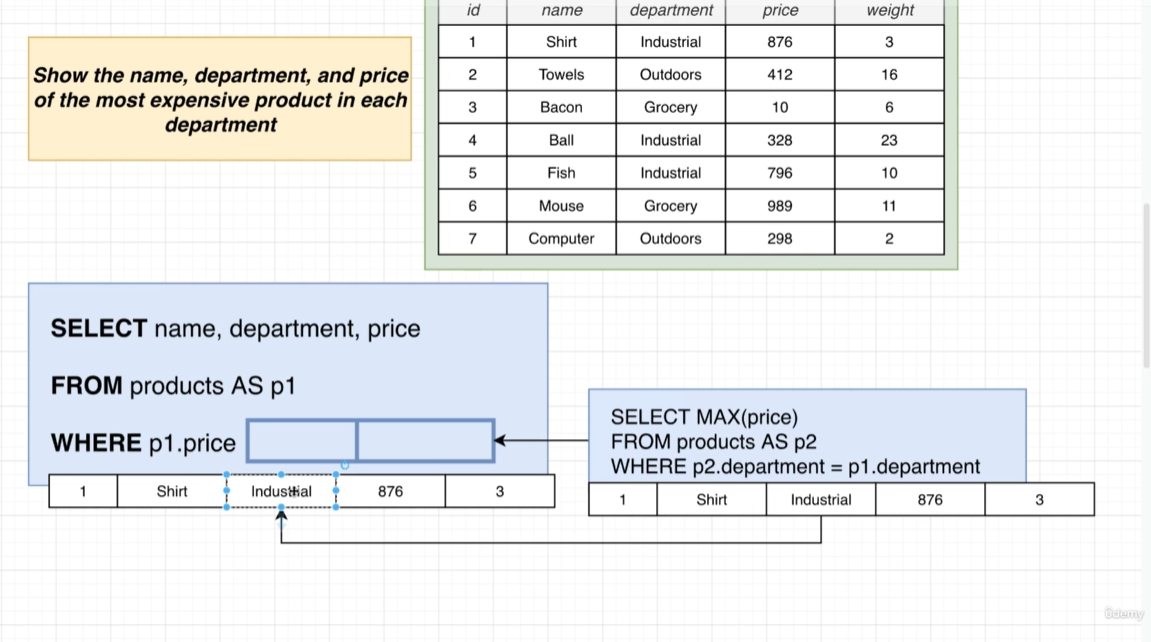 id name department price weight
1 Shirt Industrial 876 3
2 Towels Outdoors 412 16
3 Bacon Grocery 10 6
4 Ball Industrial 328 23
5 Fish Industrial 796 10
6 Mouse Grocery 989 11
7 Computer Outdoors 298 2
Show the name, department, and price
of the most expensive product in each
department
SELECT name, department, price
FROM products AS p1
WHERE p1.price
1 Shirt Industrial 876 3
SELECT MAX(price)
FROM products AS p2
WHERE p2.department = p1.department
1 Shirt Industrial 876 3
ûdemy